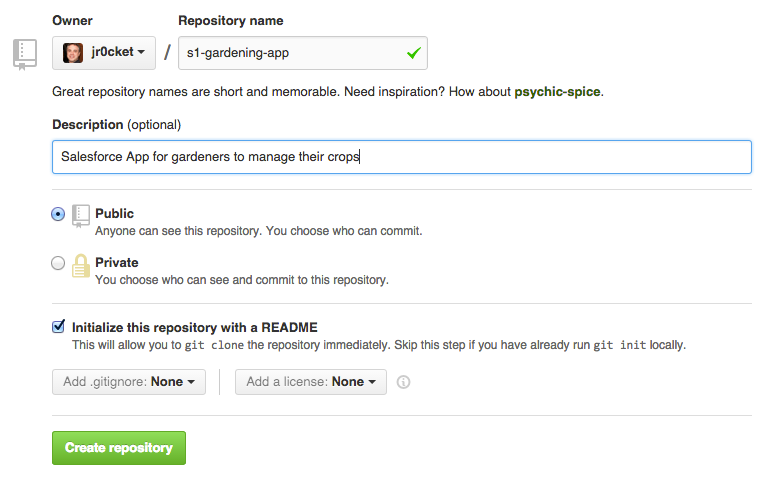 Owner Repository name
jr0cket / s1-gardening-app
Great repository names are short and memorable. Need inspiration? How about psychic-spice.
Description (optional)
Salesforce App for gardeners to manage their crops
Public
Anyone can see this repository. You choose who can commit.
Private
You choose who can see and commit to this repository.
Initialize this repository with a README
This will allow you to git clone the repository immediately. Skip this step if you have already run git init locally.
Add .gitignore: None Add a license: None
Create repository